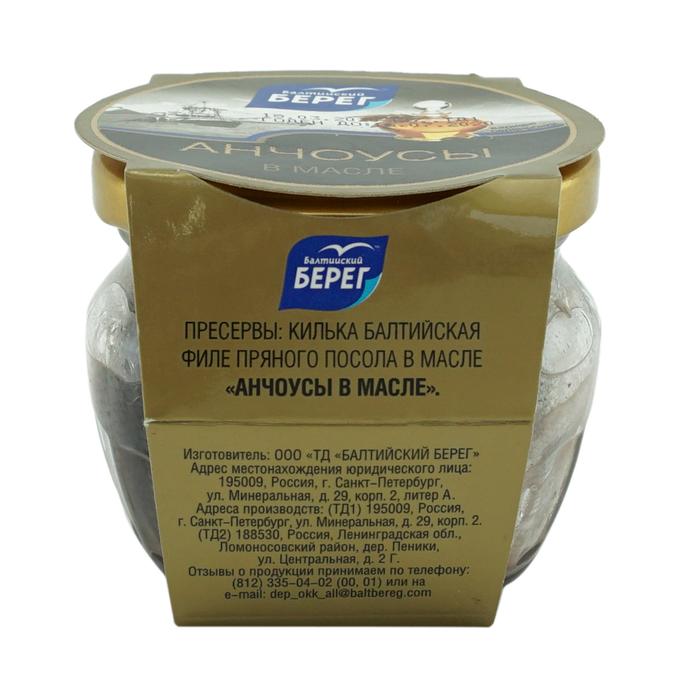 Балтийский
БЕРЕГ
АНЧОУСЫ
В МАСЛЕ
Балтийский
БЕРЕГ
ПРЕСЕРВЫ: КИЛЬКА БАЛТИЙСКАЯ
ФИЛЕ ПРЯНОГО ПОСОЛА В МАСЛЕ
«АНЧОУСЫ В МАСЛЕ».
Изготовитель: ООО «ТД «БАЛТИЙСКИЙ БЕРЕГ»
Адрес местонахождения юридического лица:
195009, Россия, г. Санкт-Петербург,
ул. Минеральная, д. 29, корп. 2, литер А.
Адреса производств: (ТД1) 195009, Россия,
г. Санкт-Петербург, ул. Минеральная, д. 29, корп. 2.
(ТД2) 188530, Россия, Ленинградская обл.,
Ломоносовский район, дер. Пеники,
ул. Центральная, д. 2 Г.
Отзывы о продукции принимаем по телефону:
(812) 335-04-02 (00, 01) или на
e-mail: dep_okk_all@baltbereg.com